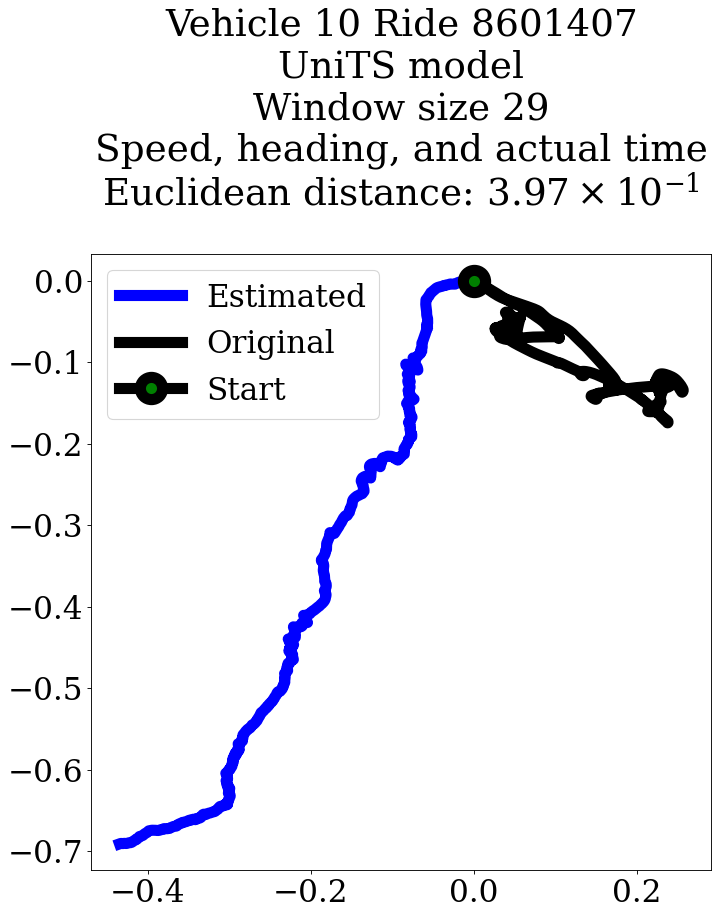 Vehicle 10 Ride 8601407
UniTS model
Window size 29
Speed, heading, and actual time
Euclidean distance: 3.97 × 10⁻¹
Estimated
Original
Start
0.0
−0.1
−0.2
−0.3
−0.4
−0.5
−0.6
−0.7
−0.4 −0.2 0.0 0.2